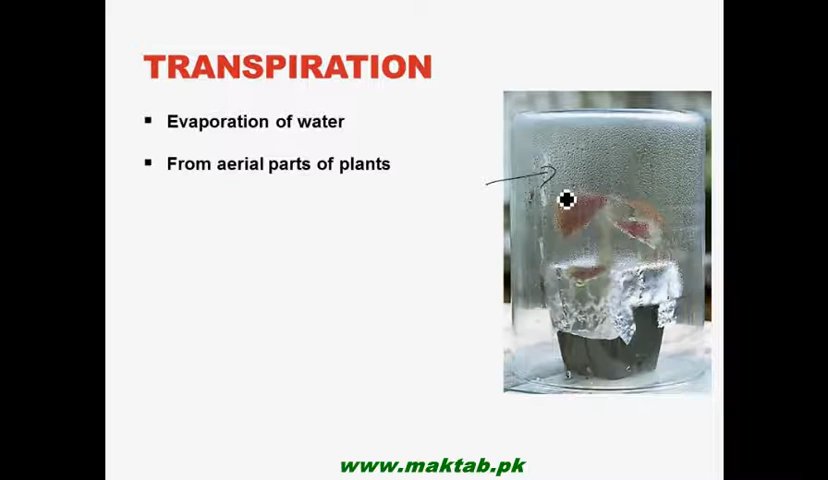 TRANSPIRATION
▪ Evaporation of water
▪ From aerial parts of plants
www.maktab.pk